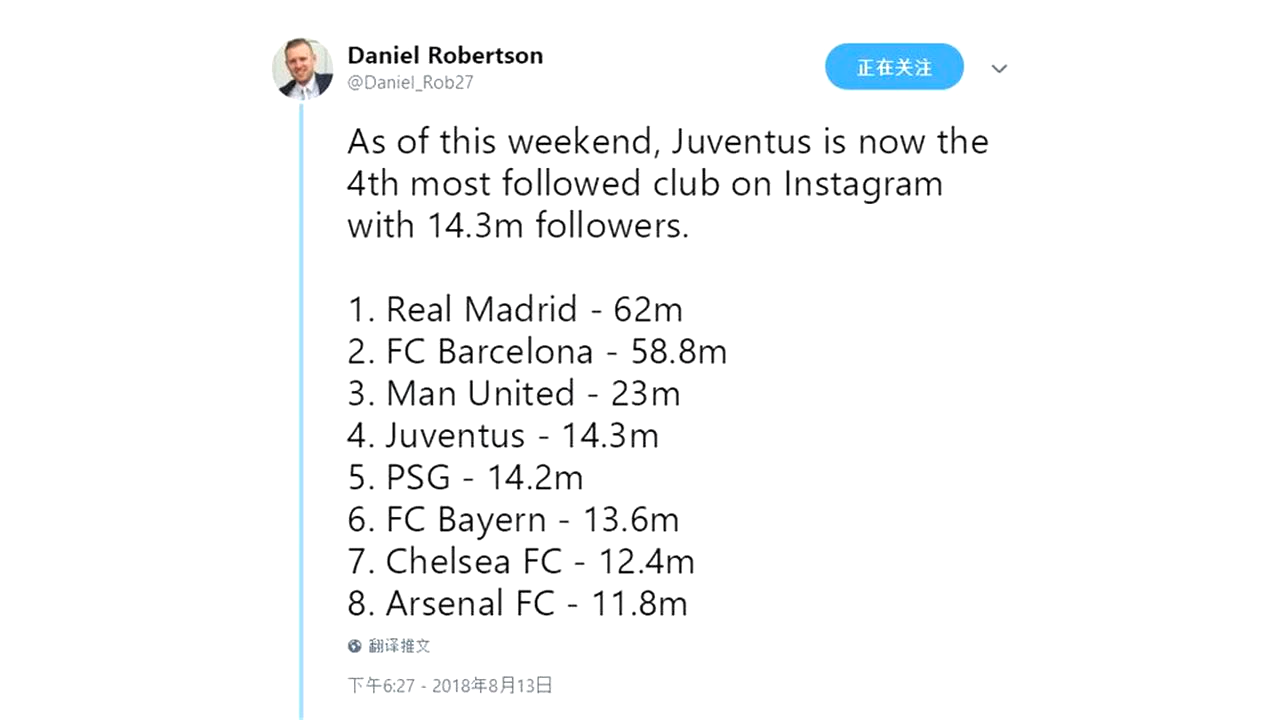 Daniel Robertson
@Daniel_Rob27
正在关注
As of this weekend, Juventus is now the
4th most followed club on Instagram
with 14.3m followers.
1. Real Madrid - 62m
2. FC Barcelona - 58.8m
3. Man United - 23m
4. Juventus - 14.3m
5. PSG - 14.2m
6. FC Bayern - 13.6m
7. Chelsea FC - 12.4m
8. Arsenal FC - 11.8m
翻译推文
下午6:27 - 2018年8月13日